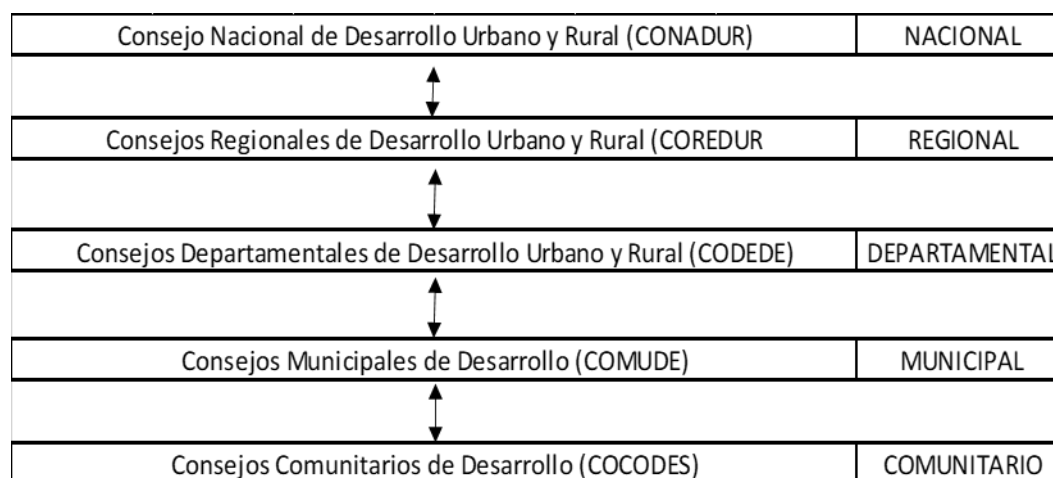 Consejo Nacional de Desarrollo Urbano y Rural (CONADUR) NACIONAL
Consejos Regionales de Desarrollo Urbano y Rural (COREDUR REGIONAL
Consejos Departamentales de Desarrollo Urbano y Rural (CODEDE) DEPARTAMENTAL
Consejos Municipales de Desarrollo (COMUDE) MUNICIPAL
Consejos Comunitarios de Desarrollo (COCODES) COMUNITARIO